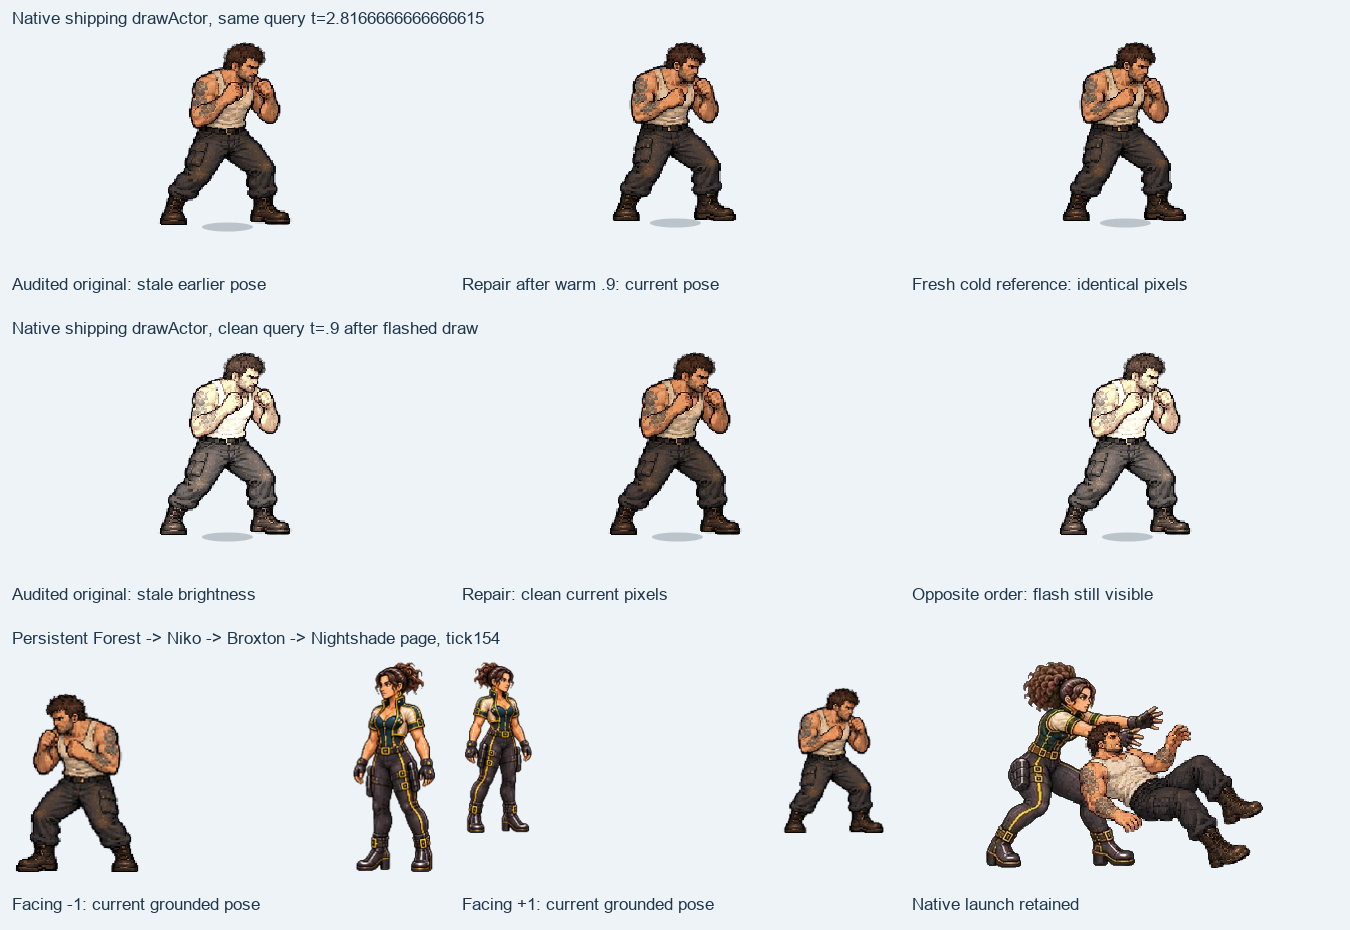 Native shipping drawActor, same query t=2.8166666666666615
Audited original: stale earlier pose
Repair after warm .9: current pose
Fresh cold reference: identical pixels
Native shipping drawActor, clean query t=.9 after flashed draw
Audited original: stale brightness
Repair: clean current pixels
Opposite order: flash still visible
Persistent Forest -> Niko -> Broxton -> Nightshade page, tick154
Facing -1: current grounded pose
Facing +1: current grounded pose
Native launch retained